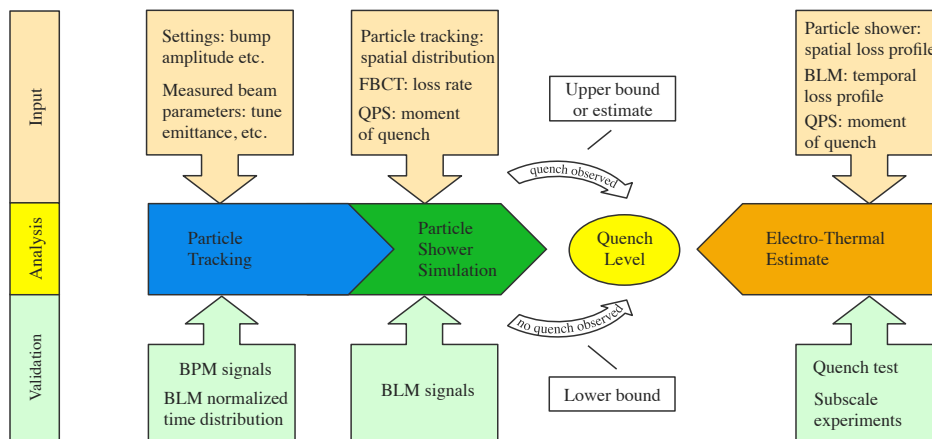 Input
Settings: bump
amplitude etc.
Measured beam
parameters: tune
emittance, etc.
Particle tracking:
spatial distribution
FBCT: loss rate
QPS: moment
of quench
Upper bound
or estimate
quench observed
Particle shower:
spatial loss profile
BLM: temporal
loss profile
QPS: moment
of quench
Analysis
Particle
Tracking
Particle
Shower
Simulation
Quench
Level
Electro-Thermal
Estimate
Validation
BPM signals
BLM normalized
time distribution
BLM signals
no quench observed
Lower bound
Quench test
Subscale
experiments